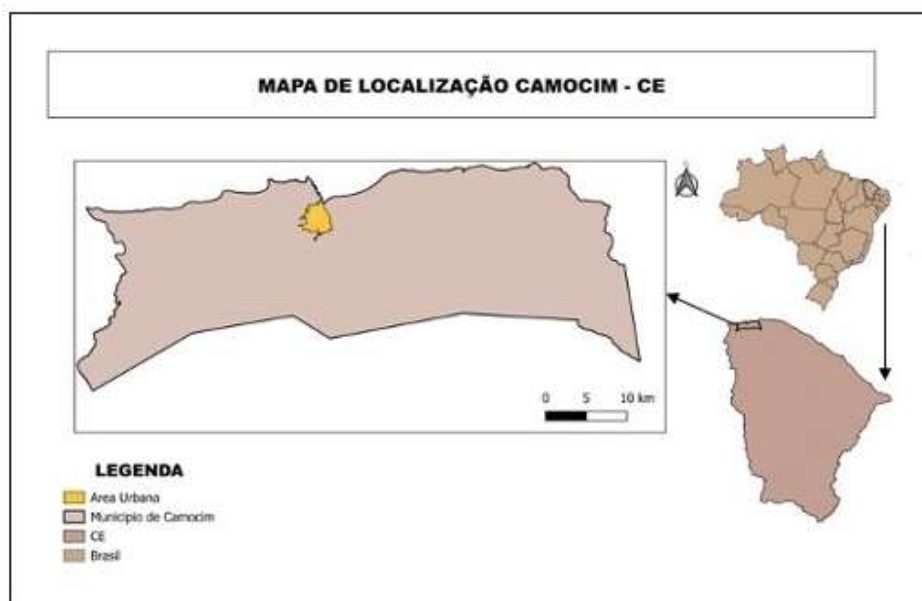 MAPA DE LOCALIZAÇÃO CAMOCIM - CE
0 5 10 km
LEGENDA
Area Urbana
Municipio de Camocim
CE
Brasil